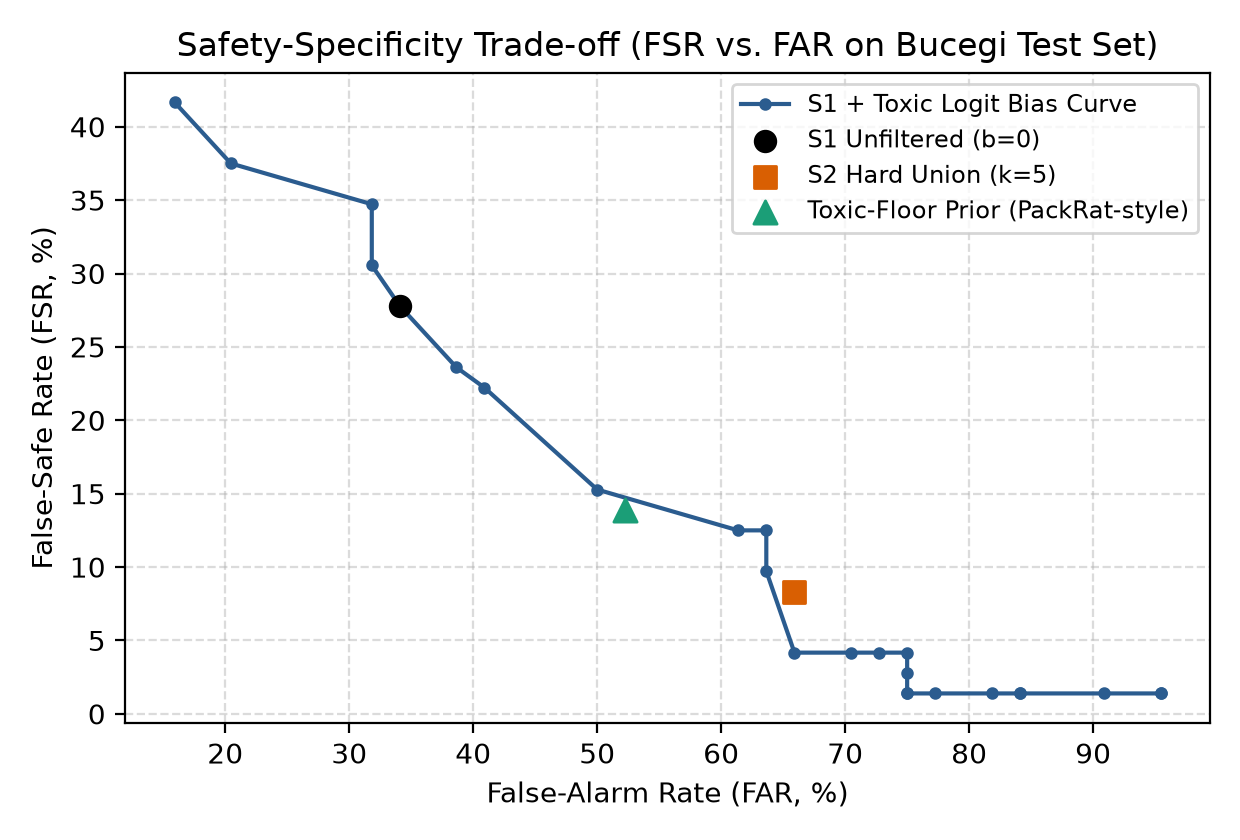 Safety-Specificity Trade-off (FSR vs. FAR on Bucegi Test Set)
S1 + Toxic Logit Bias Curve
S1 Unfiltered (b=0)
S2 Hard Union (k=5)
Toxic-Floor Prior (PackRat-style)
False-Safe Rate (FSR, %)
40
35
30
25
20
15
10
5
0
20 30 40 50 60 70 80 90
False-Alarm Rate (FAR, %)